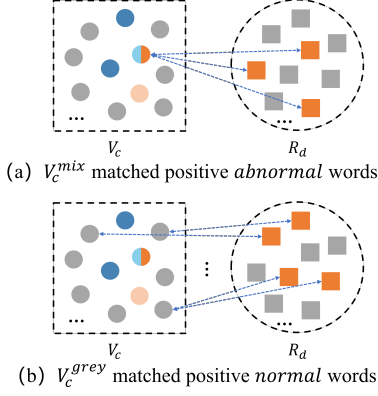 ... ...
V_c R_d
(a) V_c^{mix} matched positive abnormal words
...
... ...
V_c R_d
(b) V_c^{grey} matched positive normal words